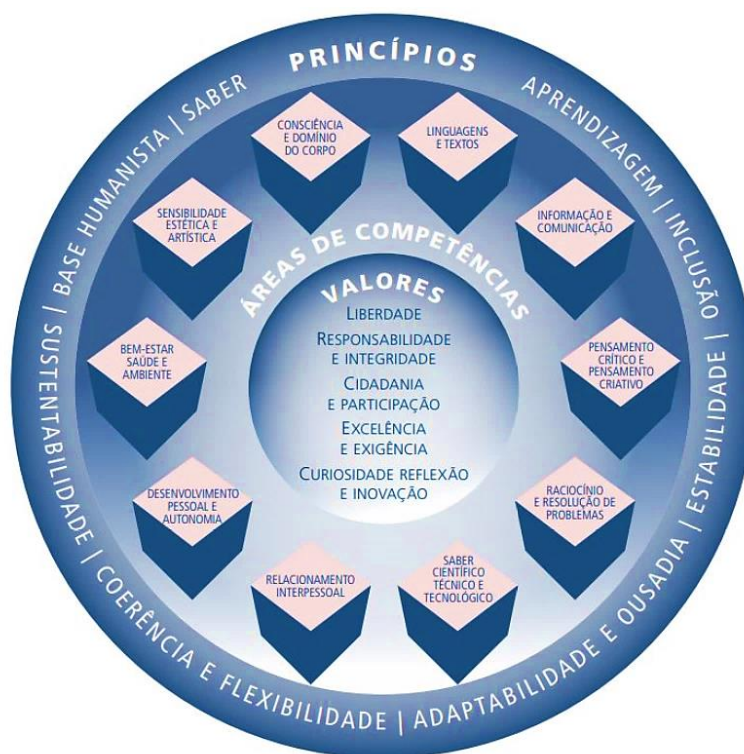 PRINCÍPIOS
SUSTENTABILIDADE | BASE HUMANISTA | SABER
APRENDIZAGEM | INCLUSÃO | ESTABILIDADE |
COERÊNCIA E FLEXIBILIDADE | ADAPTABILIDADE E OUSADIA |
CONSCIÊNCIA
E DOMÍNIO
DO CORPO
LINGUAGENS
E TEXTOS
SENSIBILIDADE
ESTÉTICA E
ARTÍSTICA
INFORMAÇÃO E
COMUNICAÇÃO
ÁREAS DE COMPETÊNCIAS
VALORES
LIBERDADE
RESPONSABILIDADE
E INTEGRIDADE
CIDADANIA
E PARTICIPAÇÃO
EXCELÊNCIA
E EXIGÊNCIA
CURIOSIDADE REFLEXÃO
E INOVAÇÃO
BEM-ESTAR
SAÚDE E
AMBIENTE
PENSAMENTO
CRÍTICO E
PENSAMENTO
CRIATIVO
DESENVOLVIMENTO
PESSOAL E
AUTONOMIA
RACIOCÍNIO
E RESOLUÇÃO DE
PROBLEMAS
RELACIONAMENTO
INTERPESSOAL
SABER
CIENTÍFICO
TÉCNICO E
TECNOLÓGICO